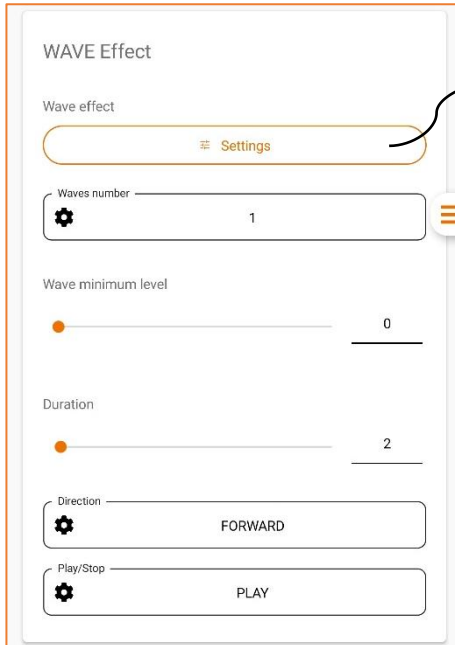 WAVE Effect
Wave effect
Settings
Waves number
1
Wave minimum level
0
Duration
2
Direction
FORWARD
Play/Stop
PLAY